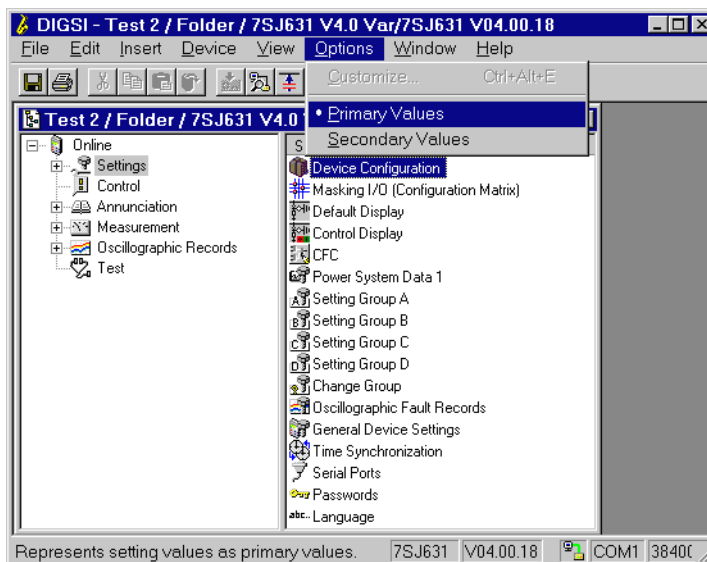 DIGSI - Test 2 / Folder / 7SJ631 V4.0 Var/7SJ631 V04.00.18
File Edit Insert Device View Options Window Help
Customize... Ctrl+Alt+E
• Primary Values
Secondary Values
Test 2 / Folder / 7SJ631 V4.0
Online
Settings
Control
Annunciation
Measurement
Oscillographic Records
Test
S
Device Configuration
Masking I/O (Configuration Matrix)
Default Display
Control Display
CFC
Power System Data 1
Setting Group A
Setting Group B
Setting Group C
Setting Group D
Change Group
Oscillographic Fault Records
General Device Settings
Time Synchronization
Serial Ports
Passwords
abc.. Language
Represents setting values as primary values. 7SJ631 V04.00.18 COM1 3840